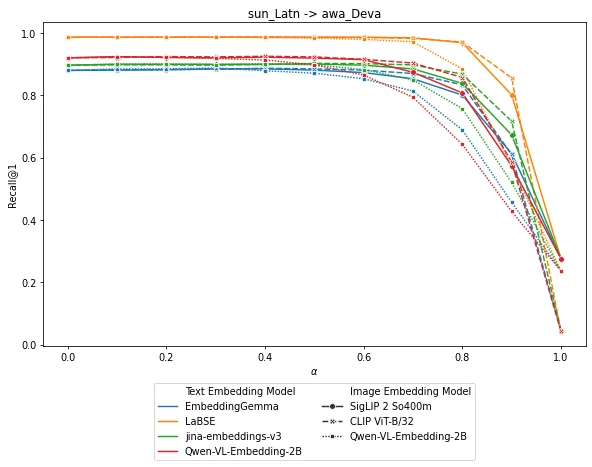 sun_Latn -> awa_Deva
Recall@1
1.0
0.8
0.6
0.4
0.2
0.0
0.0 0.2 0.4 0.6 0.8 1.0
α
Text Embedding Model
EmbeddingGemma
LaBSE
jina-embeddings-v3
Qwen-VL-Embedding-2B
Image Embedding Model
SigLIP 2 So400m
CLIP ViT-B/32
Qwen-VL-Embedding-2B